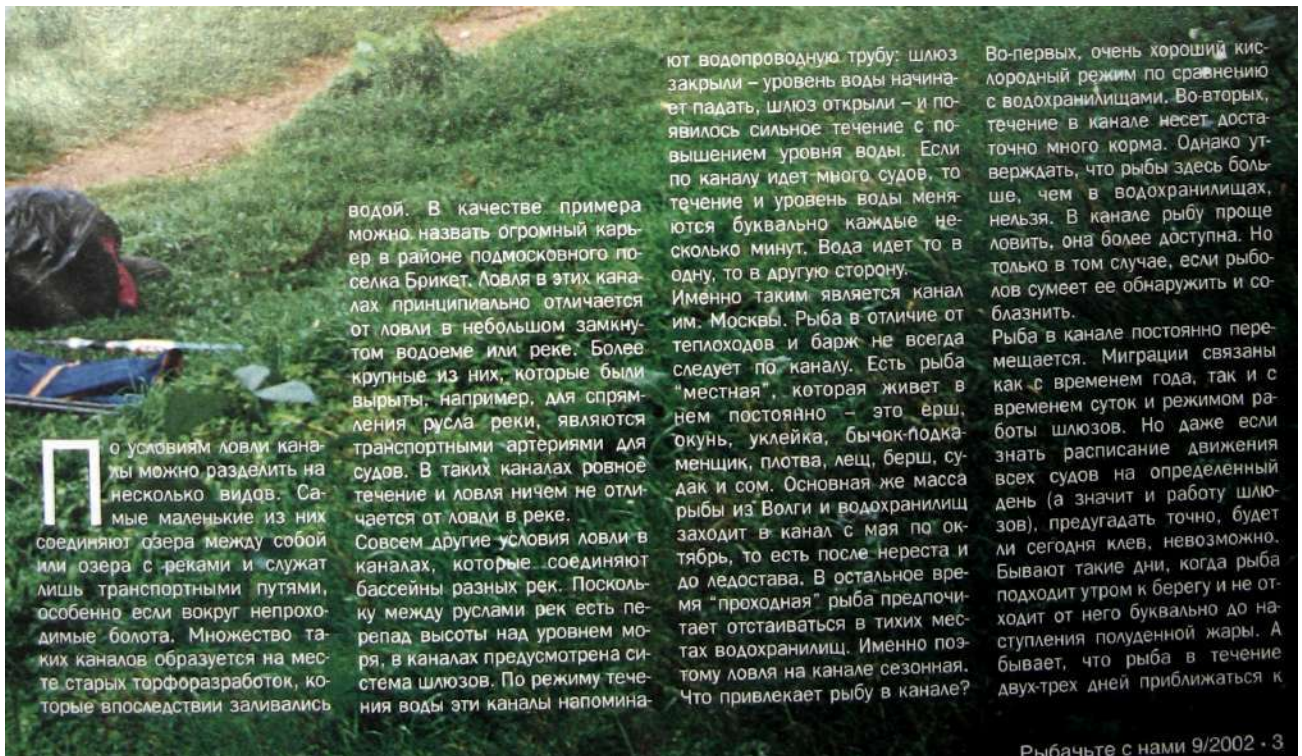 По условиям ловли кана-
лы можно разделить на
несколько видов. Са-
мые маленькие из них
соединяют озера между собой
или озера с реками и служат
лишь транспортными путями,
особенно если вокруг непрохо-
димые болота. Множество та-
ких каналов образуется на мес-
те старых торфоразработок, ко-
торые впоследствии заливались
водой. В качестве примера
можно назвать огромный карь-
ер в районе подмосковного по-
селка Брикет. Ловля в этих кана-
лах принципиально отличается
от ловли в небольшом замкну-
том водоеме или реке. Более
крупные из них, которые были
вырыты, например, для спрям-
ления русла реки, являются
транспортными артериями для
судов. В таких каналах ровное
течение и ловля ничем не отли-
чается от ловли в реке.
Совсем другие условия ловли в
каналах, которые соединяют
бассейны разных рек. Посколь-
ку между руслами рек есть пе-
репад высоты над уровнем мо-
ря, в каналах предусмотрена си-
стема шлюзов. По режиму тече-
ния воды эти каналы напомина-
ют водопроводную трубу: шлюз
закрыли – уровень воды начина-
ет падать, шлюз открыли – и по-
явилось сильное течение с по-
вышением уровня воды. Если
по каналу идет много судов, то
течение и уровень воды меня-
ются буквально каждые не-
сколько минут. Вода идет то в
одну, то в другую сторону.
Именно таким является канал
им. Москвы. Рыба в отличие от
теплоходов и барж не всегда
следует по каналу. Есть рыба
"местная", которая живет в
нем постоянно – это ерш,
окунь, уклейка, бычок-подка-
менщик, плотва, лещ, берш, су-
дак и сом. Основная же масса
рыбы из Волги и водохранилищ
заходит в канал с мая по ок-
тябрь, то есть после нереста и
до ледостава. В остальное вре-
мя "проходная" рыба предпочи-
тает отстаиваться в тихих мес-
тах водохранилищ. Именно поэ-
тому ловля на канале сезонная.
Что привлекает рыбу в канале?
Во-первых, очень хороший кис-
лородный режим по сравнению
с водохранилищами. Во-вторых,
течение в канале несет доста-
точно много корма. Однако ут-
верждать, что рыбы здесь боль-
ше, чем в водохранилищах,
нельзя. В канале рыбу проще
ловить, она более доступна. Но
только в том случае, если рыбо-
лов сумеет ее обнаружить и со-
блазнить.
Рыба в канале постоянно пере-
мещается. Миграции связаны
как с временем года, так и с
временем суток и режимом ра-
боты шлюзов. Но даже если
знать расписание движения
всех судов на определенный
день (а значит и работу шлю-
зов), предугадать точно, будет
ли сегодня клев, невозможно.
Бывают такие дни, когда рыба
подходит утром к берегу и не от-
ходит от него буквально до на-
ступления полуденной жары. А
бывает, что рыба в течение
двух-трех дней приближаться к
Рыбачьте с нами 9/2002 • 3